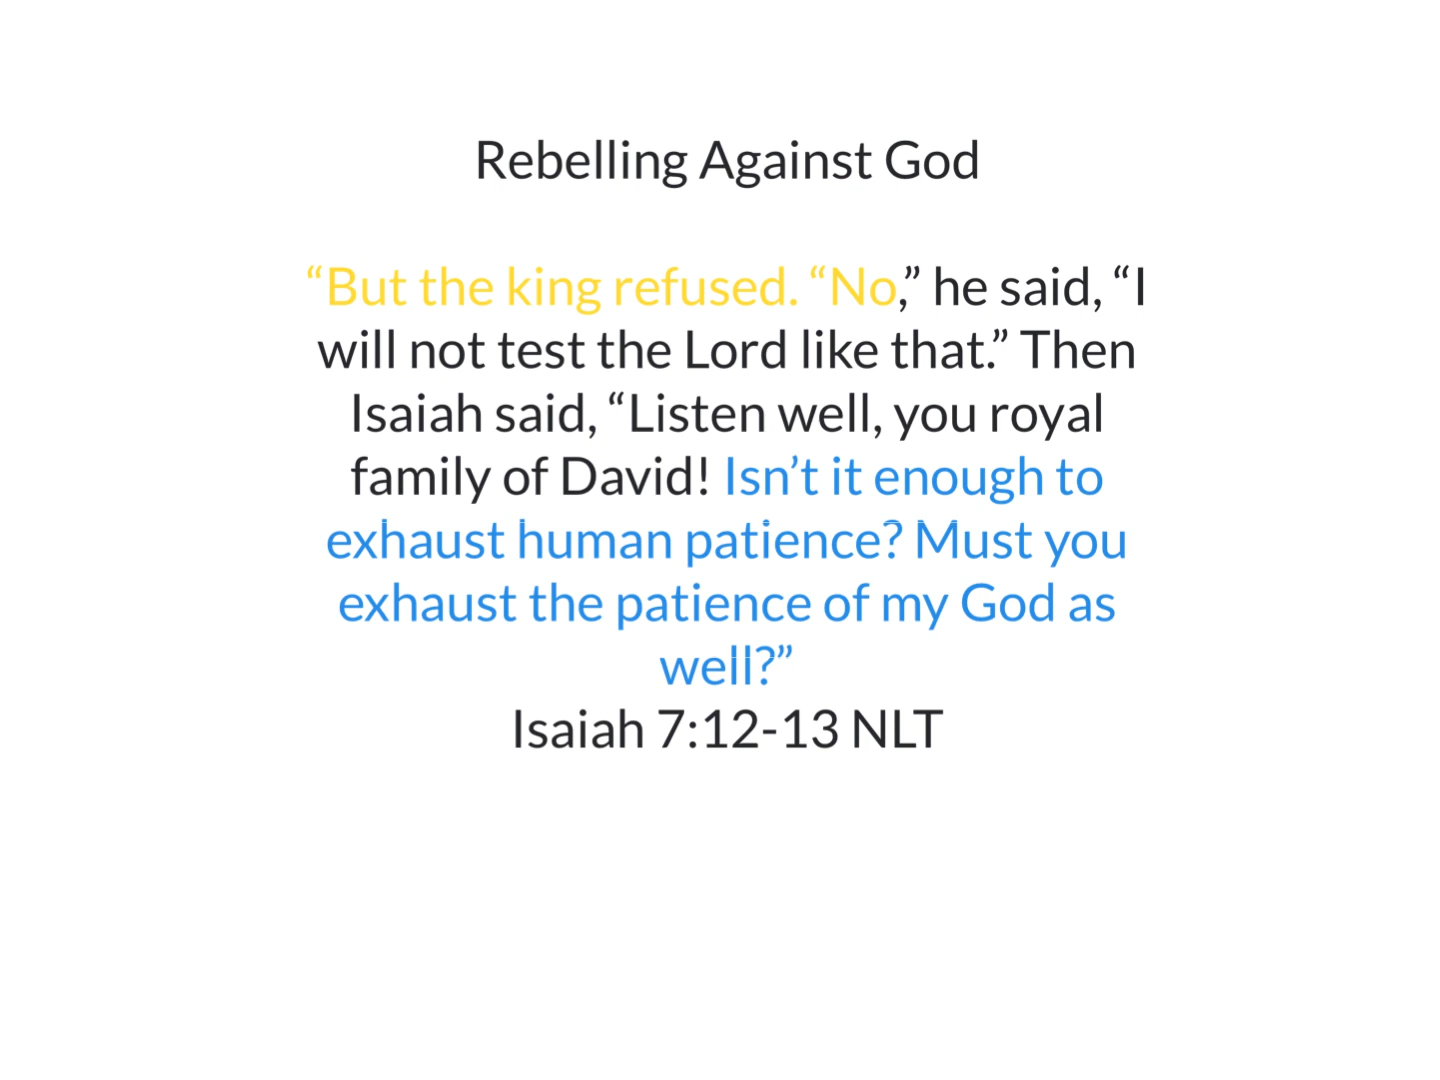 Rebelling Against God
“But the king refused. “No,” he said, “I
will not test the Lord like that.” Then
Isaiah said, “Listen well, you royal
family of David! Isn’t it enough to
exhaust human patience? Must you
exhaust the patience of my God as
well?”
Isaiah 7:12-13 NLT